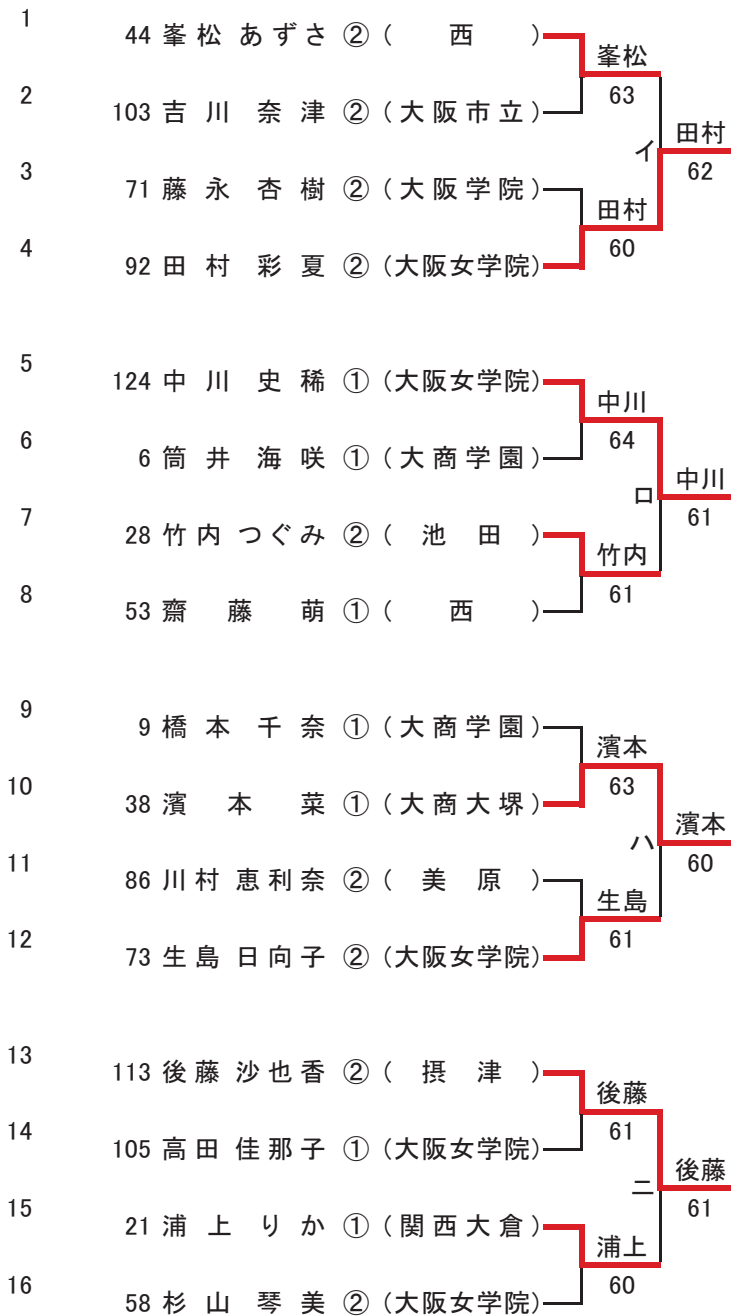 1
44 峯松 あずさ ② ( 西 )
峯松
63
2
103 吉川 奈津 ② (大阪市立)
イ
田村
62
3
71 藤永 杏樹 ② (大阪学院)
田村
60
4
92 田村 彩夏 ② (大阪女学院)
5
124 中川 史稀 ① (大阪女学院)
中川
64
6
6 筒井 海咲 ① (大商学園)
ロ
中川
61
7
28 竹内 つぐみ ② ( 池田 )
竹内
61
8
53 齋藤 萌 ① ( 西 )
9
9 橋本 千奈 ① (大商学園)
濱本
63
10
38 濱本 菜 ① (大商大堺)
ハ
濱本
60
11
86 川村 恵利奈 ② ( 美原 )
生島
61
12
73 生島 日向子 ② (大阪女学院)
13
113 後藤 沙也香 ② ( 摂津 )
後藤
61
14
105 高田 佳那子 ① (大阪女学院)
ニ
後藤
61
15
21 浦上 りか ① (関西大倉)
浦上
60
16
58 杉山 琴美 ② (大阪女学院)